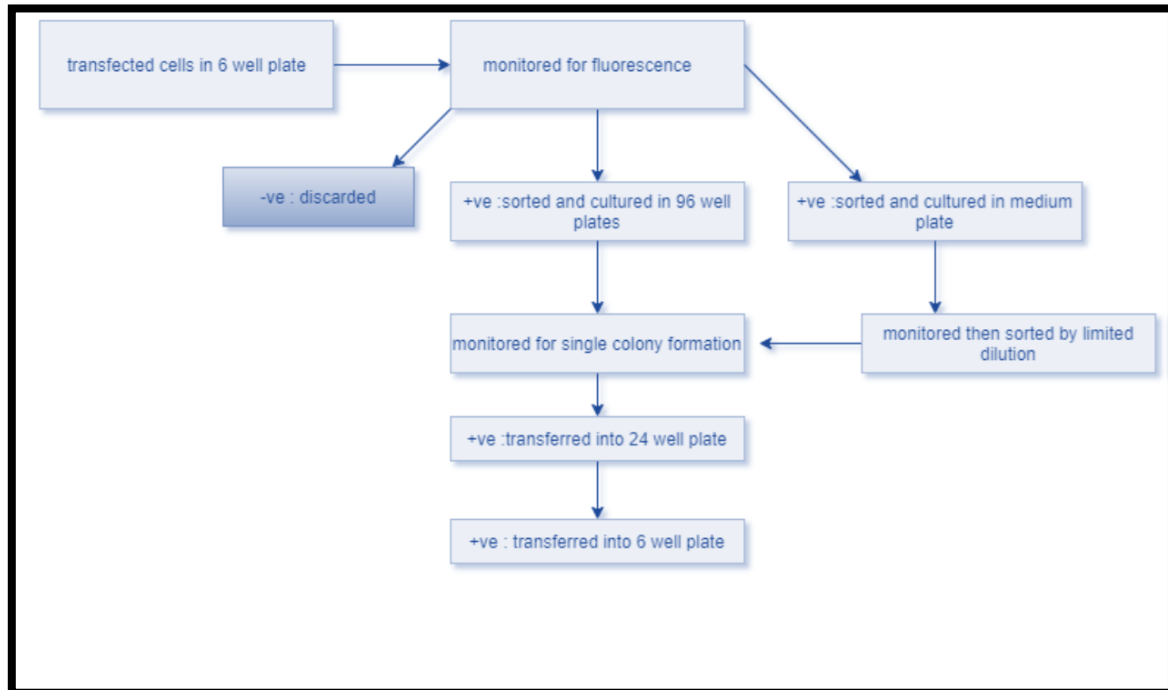 transfected cells in 6 well plate
monitored for fluorescence
-ve : discarded
+ve :sorted and cultured in 96 well
plates
+ve :sorted and cultured in medium
plate
monitored for single colony formation
monitored then sorted by limited
dilution
+ve :transferred into 24 well plate
+ve : transferred into 6 well plate